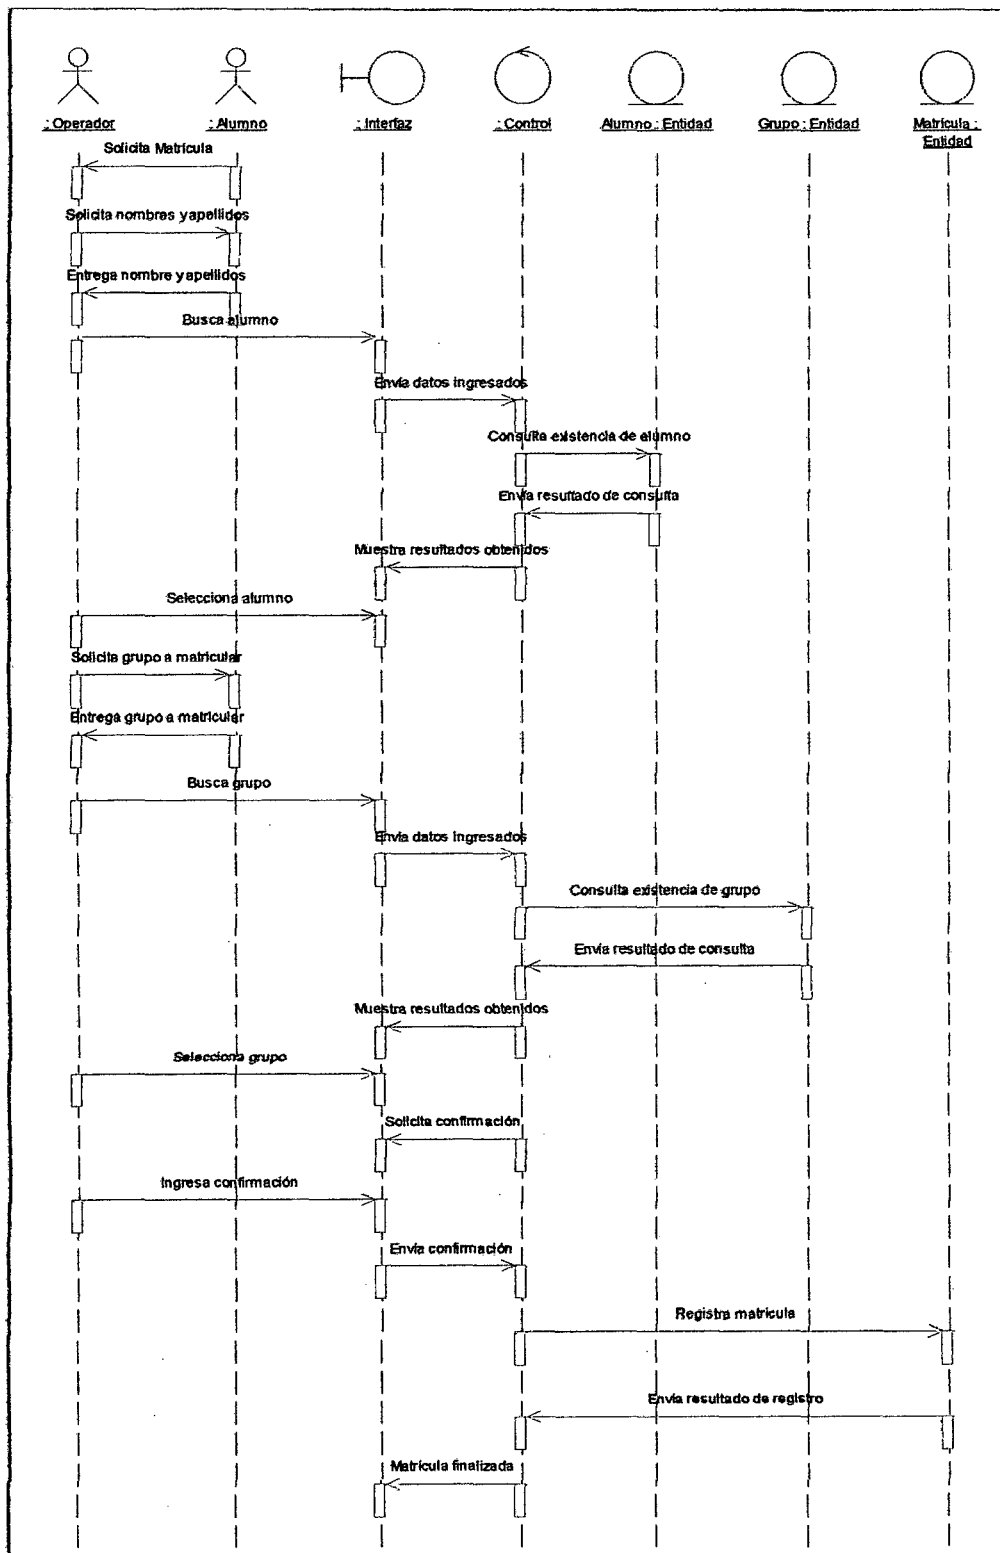 : Operador
: Alumno
: Interfaz
: Control
Alumno : Entidad
Grupo : Entidad
Matrícula :
Entidad
Solicita Matrícula
Solicita nombres y apellidos
Entrega nombre y apellidos
Busca alumno
Envía datos ingresados
Consulta existencia de alumno
Envía resultado de consulta
Muestra resultados obtenidos
Selecciona alumno
Solicita grupo a matricular
Entrega grupo a matricular
Busca grupo
Envía datos ingresados
Consulta existencia de grupo
Envía resultado de consulta
Muestra resultados obtenidos
Selecciona grupo
Solicita confirmación
Ingresa confirmación
Envía confirmación
Registra matrícula
Envía resultado de registro
Matrícula finalizada